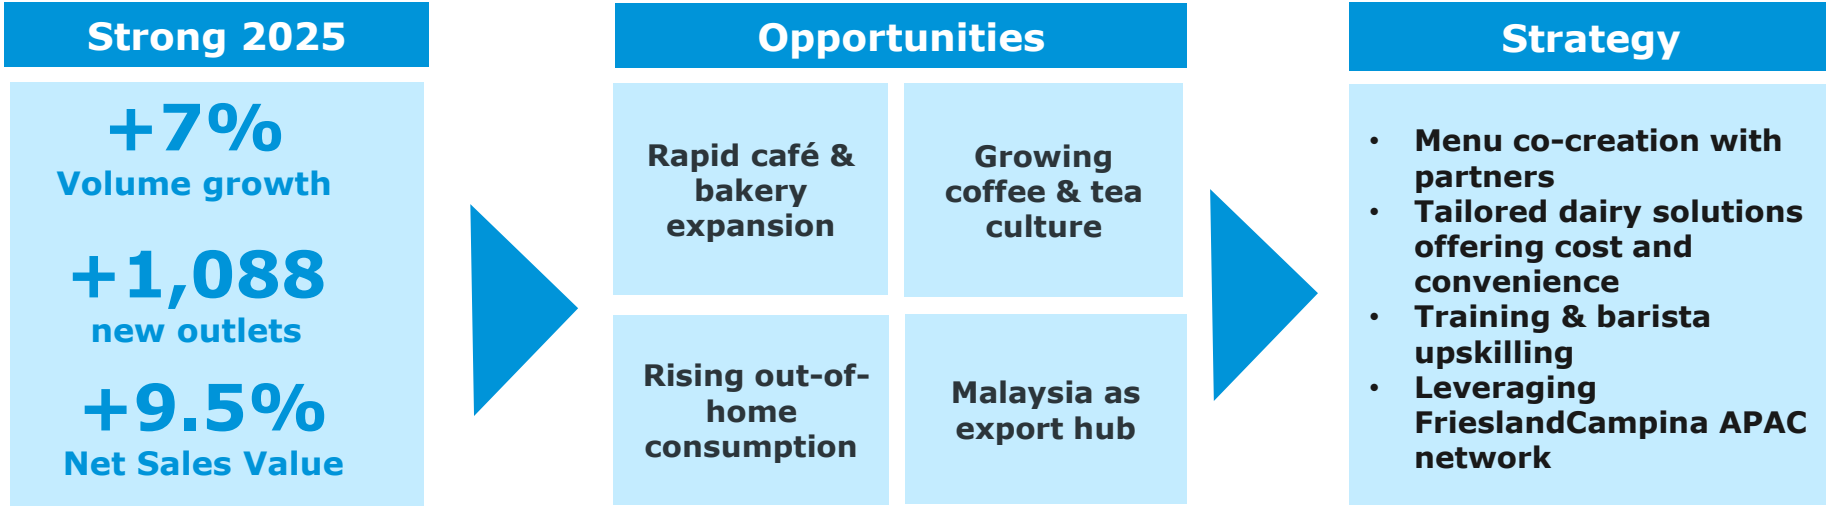 Strong 2025
+7%
Volume growth
+1,088
new outlets
+9.5%
Net Sales Value
Opportunities
Rapid café &
bakery
expansion
Growing
coffee & tea
culture
Rising out-of-
home
consumption
Malaysia as
export hub
Strategy
• Menu co-creation with
partners
• Tailored dairy solutions
offering cost and
convenience
• Training & barista
upskilling
• Leveraging
FrieslandCampina APAC
network